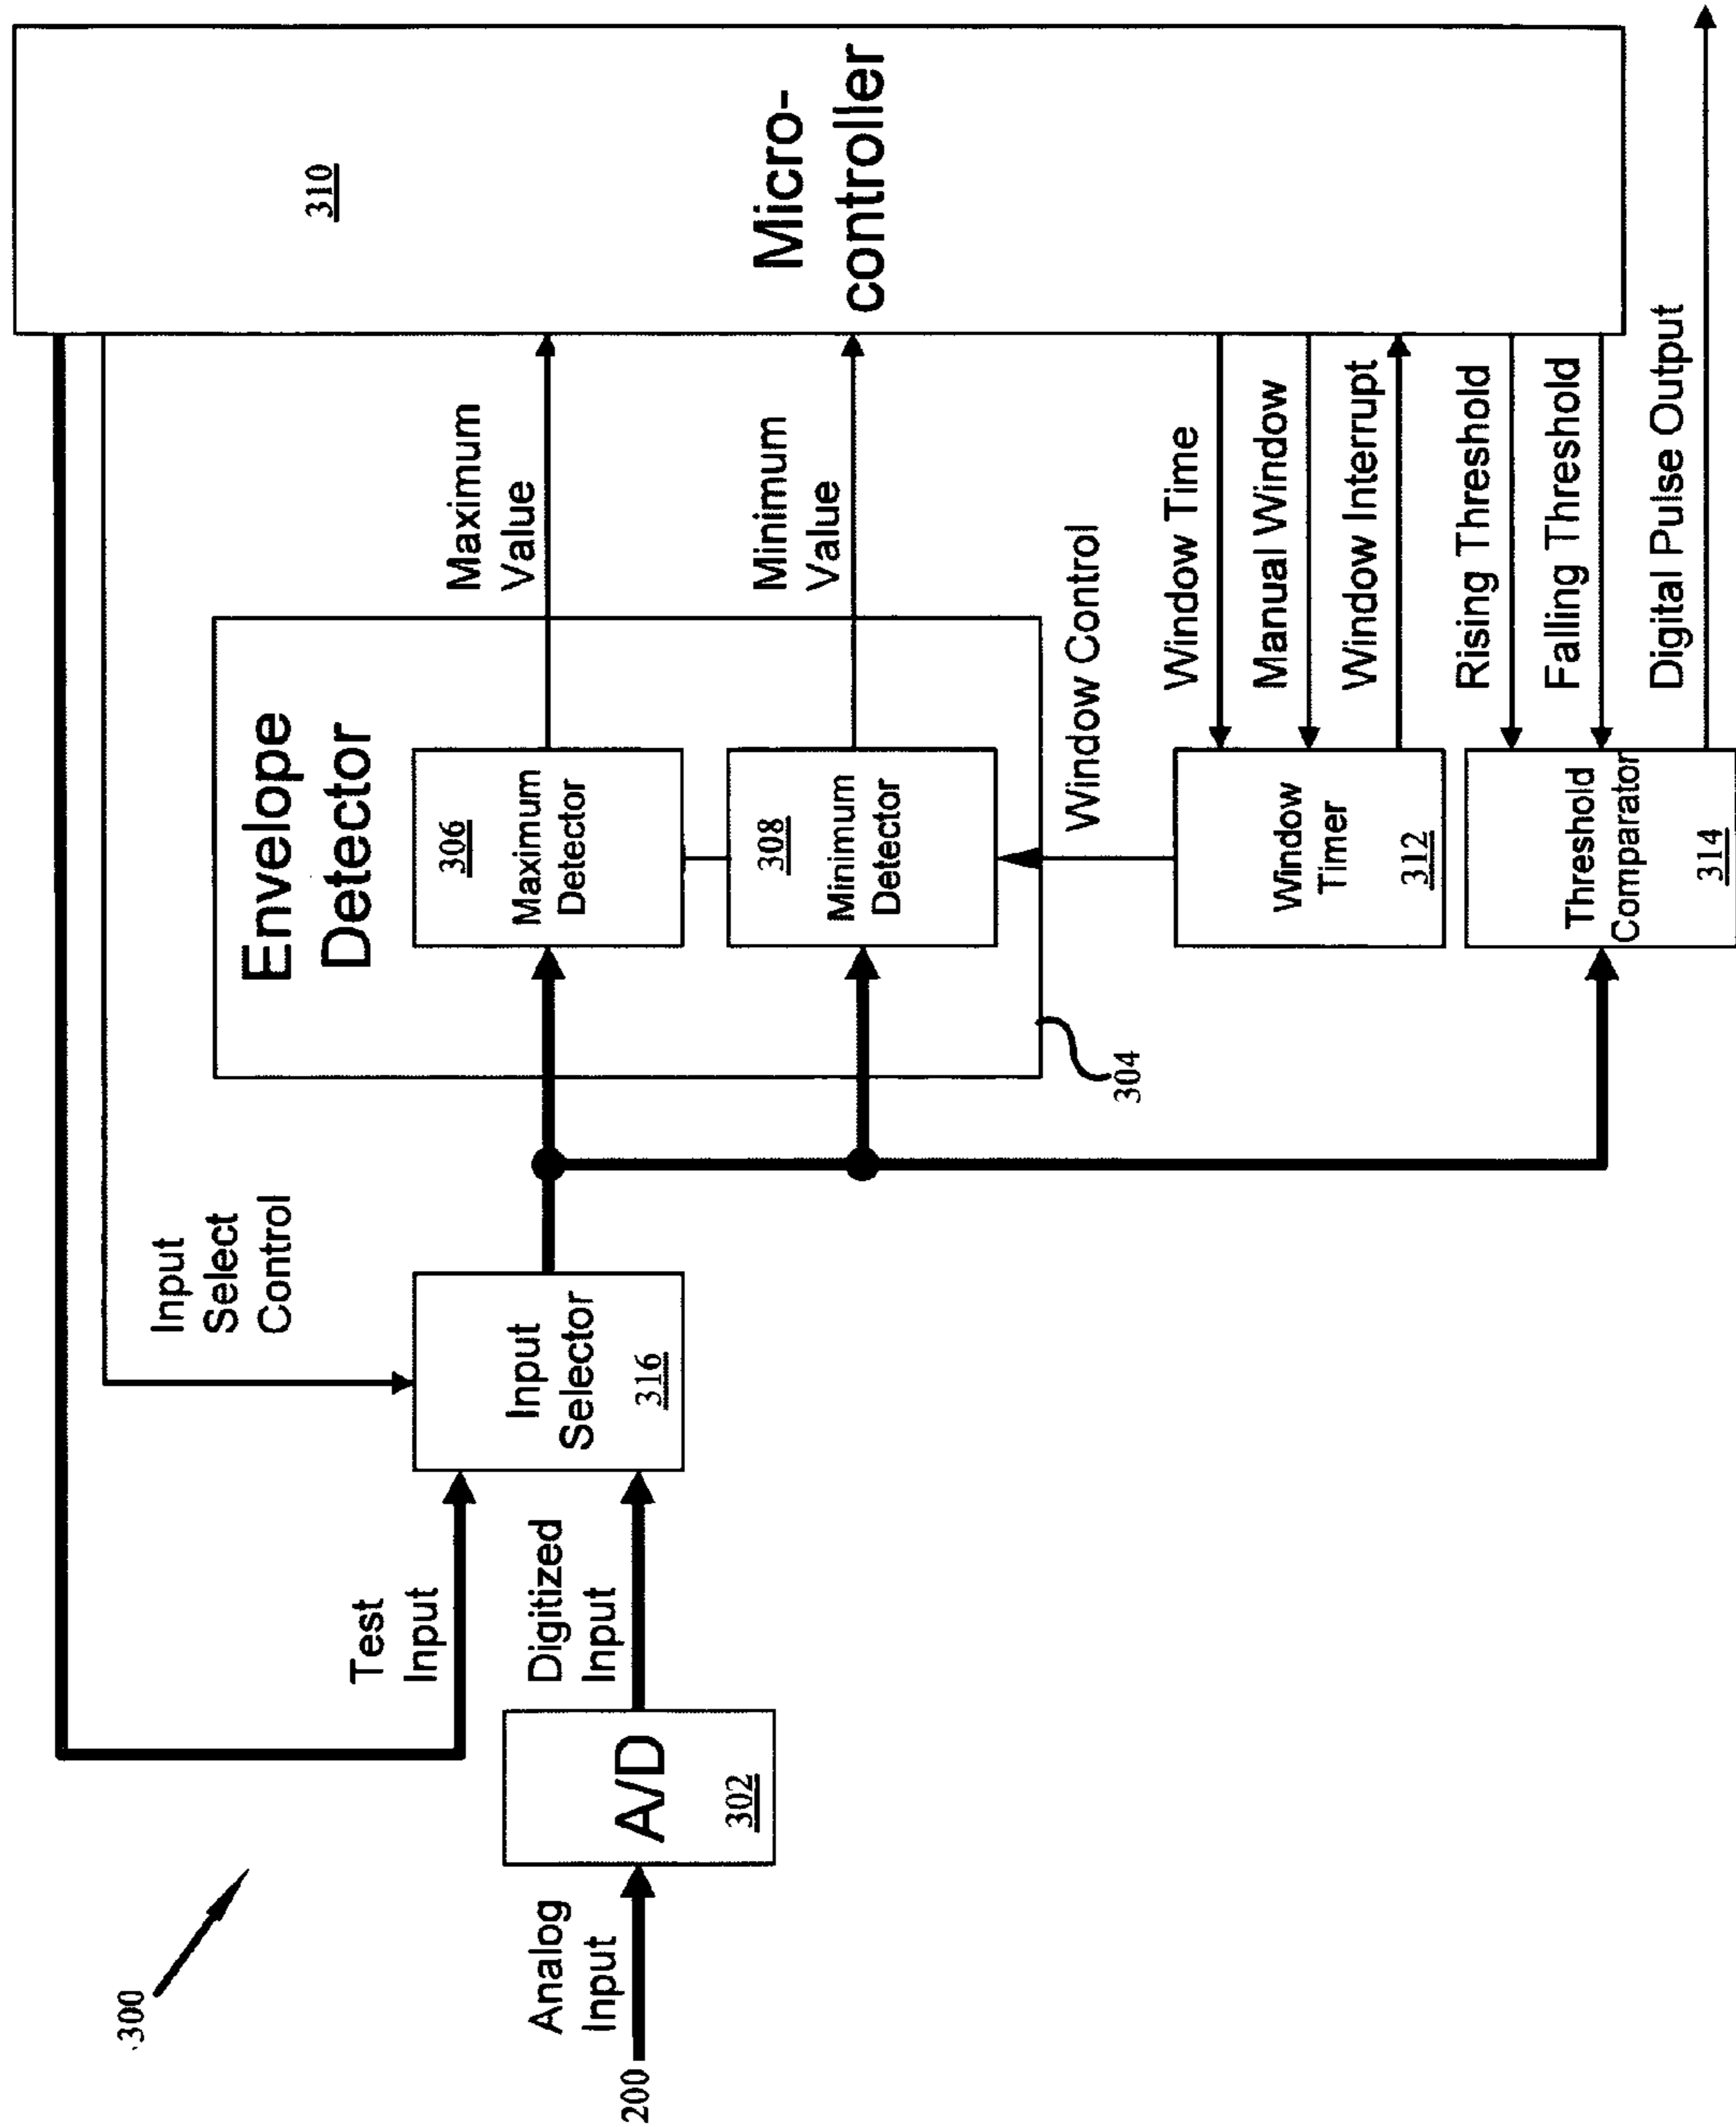 300
200
Analog
Input
A/D
302
Test
Input
Digitized
Input
Input
Select
Control
Input
Selector
316
Envelope
Detector
306
Maximum
Detector
308
Minimum
Detector
304
Maximum
Value
Minimum
Value
Window Control
Window
Timer
312
Threshold
Comparator
314
Window Time
Manual Window
Window Interrupt
Rising Threshold
Falling Threshold
Digital Pulse Output
310
Micro-
controller